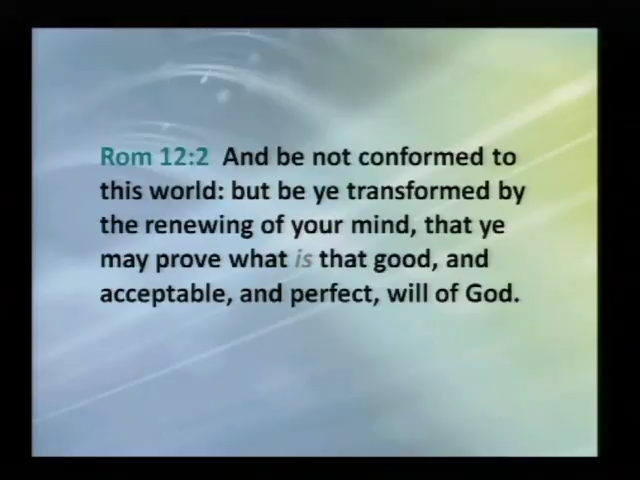 Rom 12:2 And be not conformed to
this world: but be ye transformed by
the renewing of your mind, that ye
may prove what is that good, and
acceptable, and perfect, will of God.